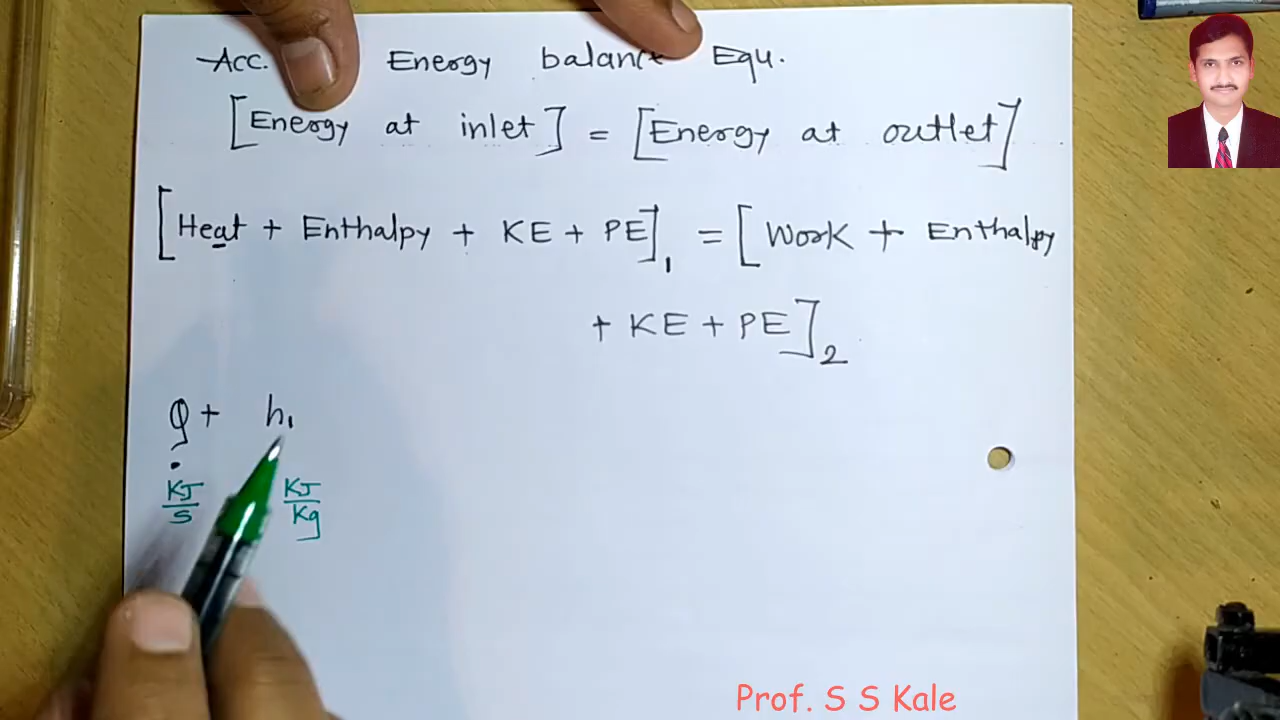 Acc. Energy balance Equ.
[Energy at inlet] = [Energy at outlet]
[Heat + Enthalpy + KE + PE]1 = [Work + Enthalpy
+ KE + PE]2
Q + h1
KJ/s KJ/Kg
Prof. S S Kale